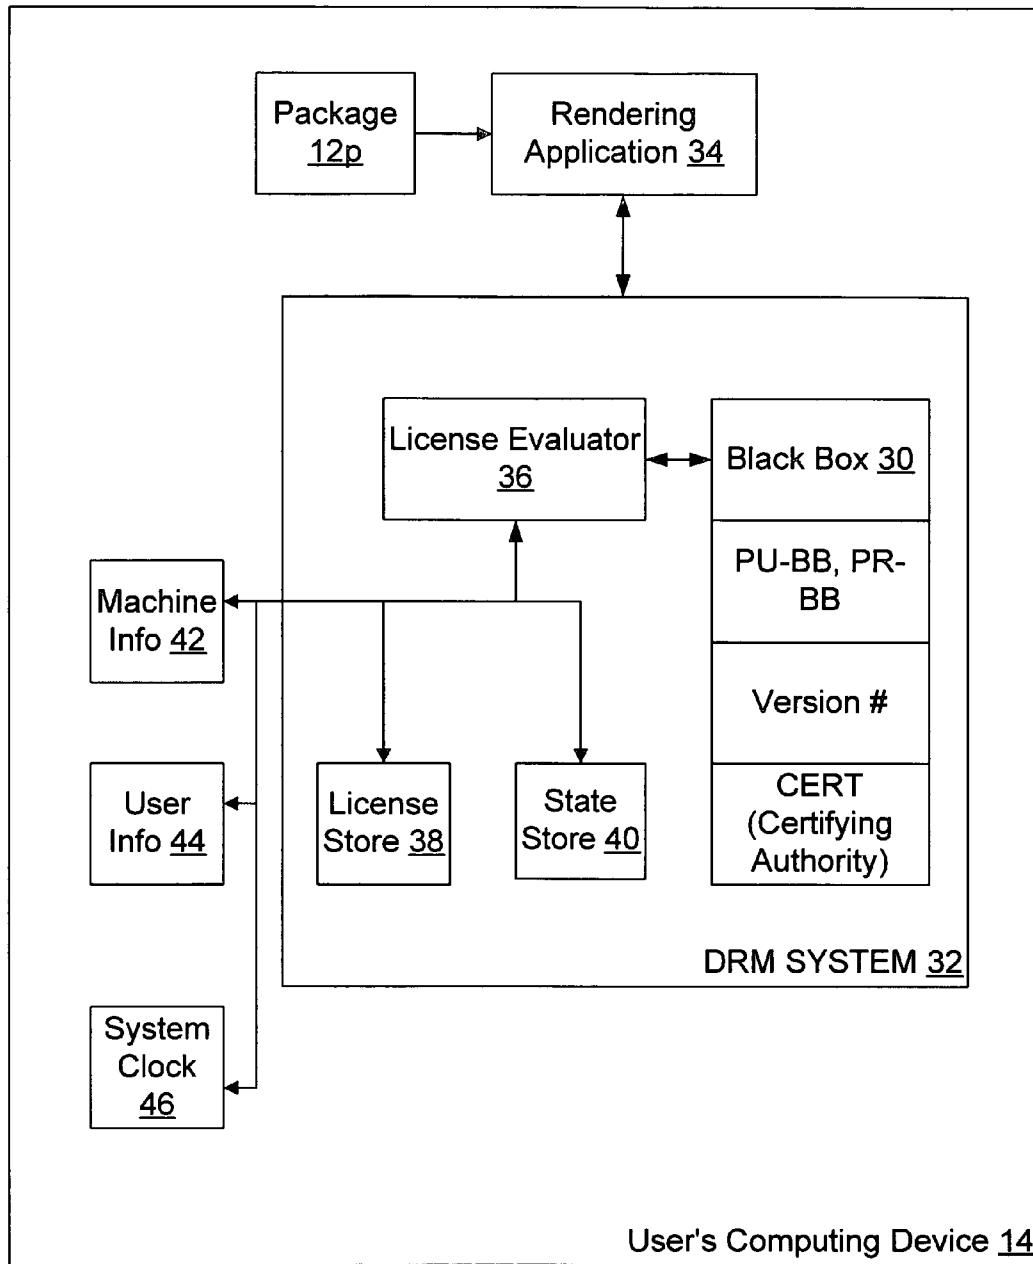 Package
12p
Rendering
Application 34
License Evaluator
36
Black Box 30
PU-BB, PR-
BB
Version #
CERT
(Certifying
Authority)
Machine
Info 42
User
Info 44
License
Store 38
State
Store 40
DRM SYSTEM 32
System
Clock
46
User's Computing Device 14